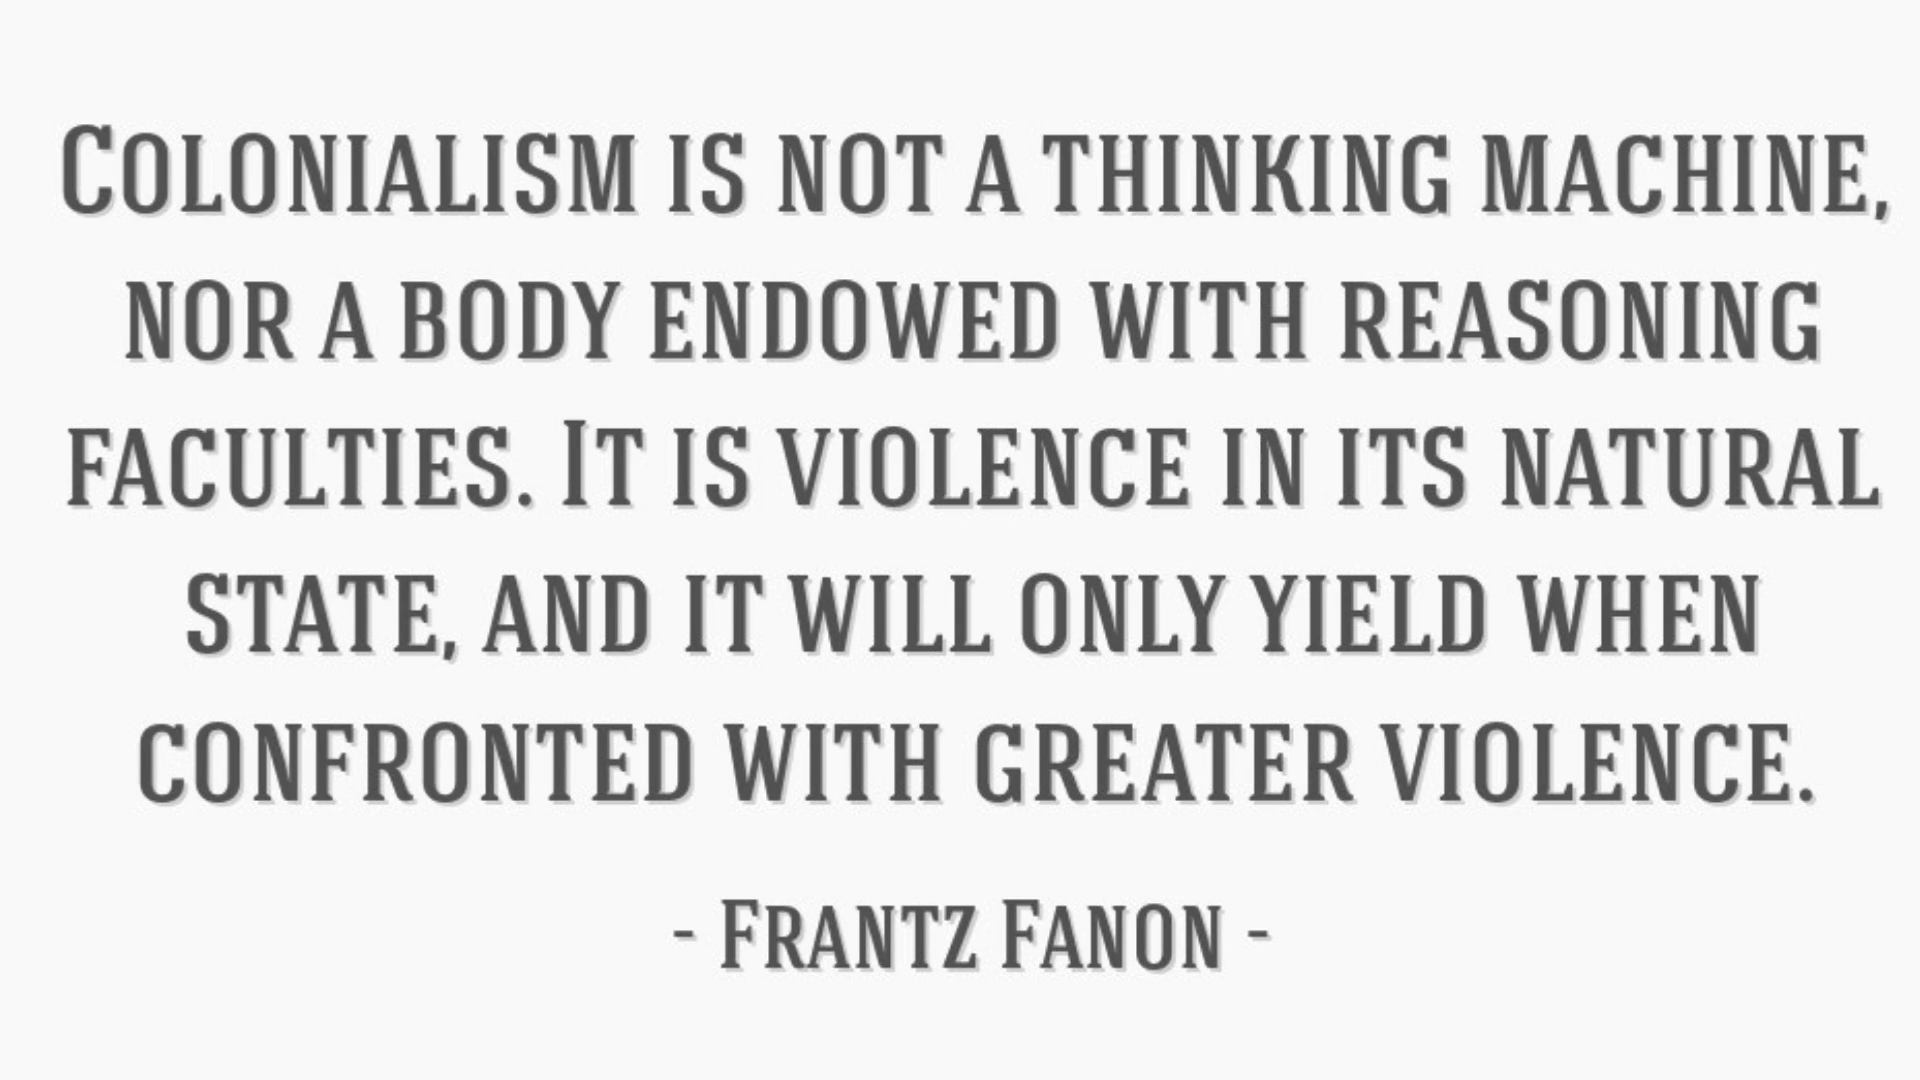 Colonialism is not a thinking machine,
nor a body endowed with reasoning
faculties. It is violence in its natural
state, and it will only yield when
confronted with greater violence.
- Frantz Fanon -